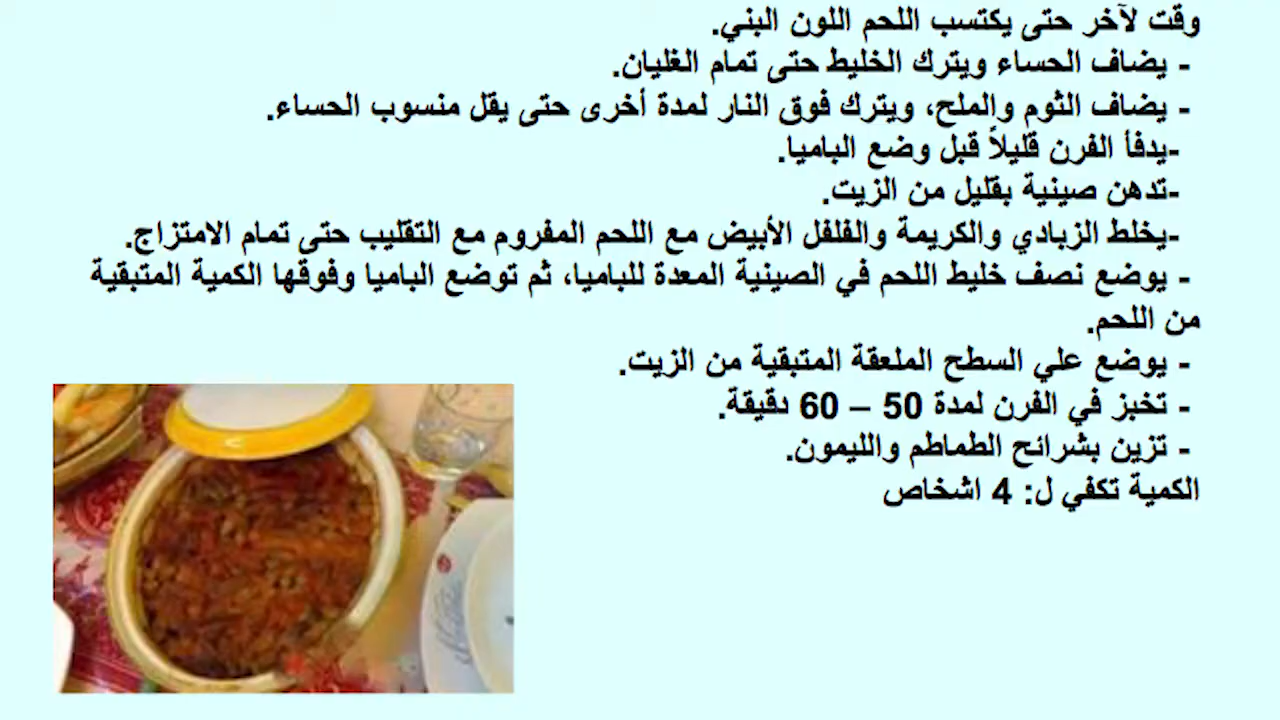 وقت لآخر حتى يكتسب اللحم اللون البني.
- يضاف الحساء ويترك الخليط حتى تمام الغليان.
- يضاف الثوم والملح، ويترك فوق النار لمدة أخرى حتى يقل منسوب الحساء.
-يدفأ الفرن قليلاً قبل وضع الباميا.
-تدهن صينية بقليل من الزيت.
-يخلط الزبادي والكريمة والفلفل الأبيض مع اللحم المفروم مع التقليب حتى تمام الامتزاج.
- يوضع نصف خليط اللحم في الصينية المعدة للباميا، ثم توضع الباميا وفوقها الكمية المتبقية
من اللحم.
- يوضع علي السطح الملعقة المتبقية من الزيت.
- تخبز في الفرن لمدة 50 – 60 دقيقة.
- تزين بشرائح الطماطم والليمون.
الكمية تكفي ل: 4 اشخاص